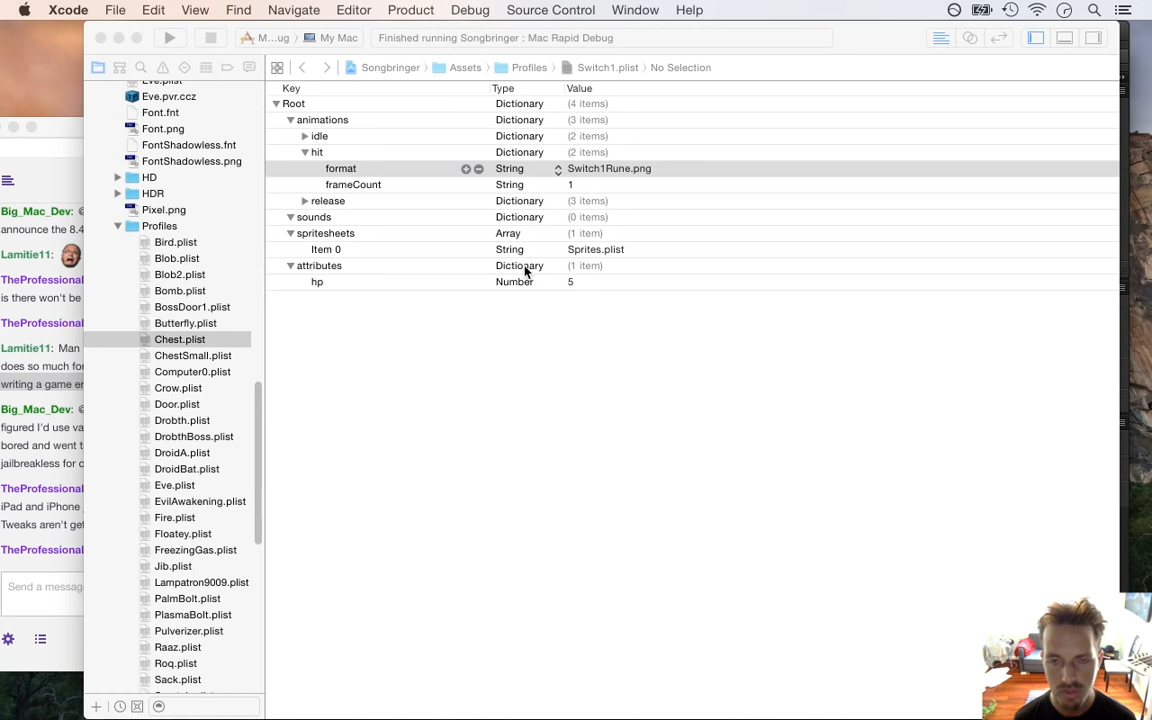 Xcode File Edit View Find Navigate Editor Product Debug Source Control Window Help
M...ug My Mac Finished running Songbringer : Mac Rapid Debug
Songbringer Assets Profiles Switch1.plist No Selection
Key Type Value
Root Dictionary (4 items)
animations Dictionary (3 items)
idle Dictionary (2 items)
hit Dictionary (2 items)
format String Switch1Rune.png
frameCount String 1
release Dictionary (3 items)
sounds Dictionary (0 items)
spritesheets Array (1 item)
Item 0 String Sprites.plist
attributes Dictionary (1 item)
hp Number 5
Eve.plist
Eve.pvr.ccz
Font.fnt
Font.png
FontShadowless.fnt
FontShadowless.png
HD
HDR
Pixel.png
Profiles
Bird.plist
Blob.plist
Blob2.plist
Bomb.plist
BossDoor1.plist
Butterfly.plist
Chest.plist
ChestSmall.plist
Computer0.plist
Crow.plist
Door.plist
Drobth.plist
DrobthBoss.plist
DroidA.plist
DroidBat.plist
Eve.plist
EvilAwakening.plist
Fire.plist
Floatey.plist
FreezingGas.plist
Jib.plist
Lampatron9009.plist
PalmBolt.plist
PlasmaBolt.plist
Pulverizer.plist
Raaz.plist
Roq.plist
Sack.plist
Big_Mac_Dev: @
announce the 8.4
Lamitie11:
TheProfessional
is there won't be
TheProfessional
Lamitie11: Man
does so much for
writing a game en
Big_Mac_Dev: @
figured I'd use va
bored and went t
jailbreakless for c
TheProfessional
iPad and iPhone
Tweaks aren't get
TheProfessional
Send a message